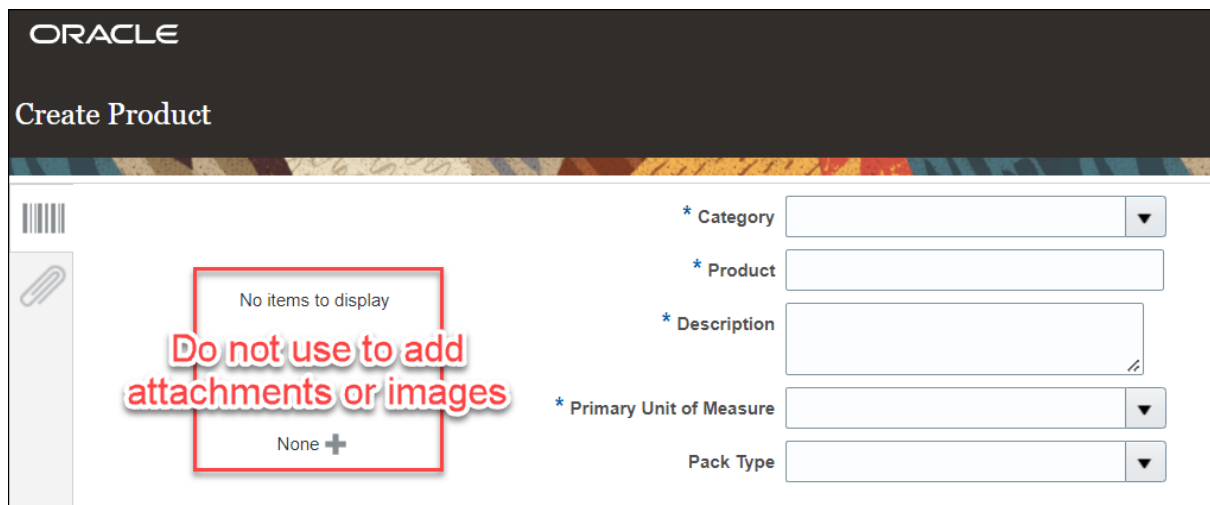 ORACLE
Create Product
* Category
* Product
No items to display
* Description
Do not use to add
attachments or images
* Primary Unit of Measure
None
Pack Type